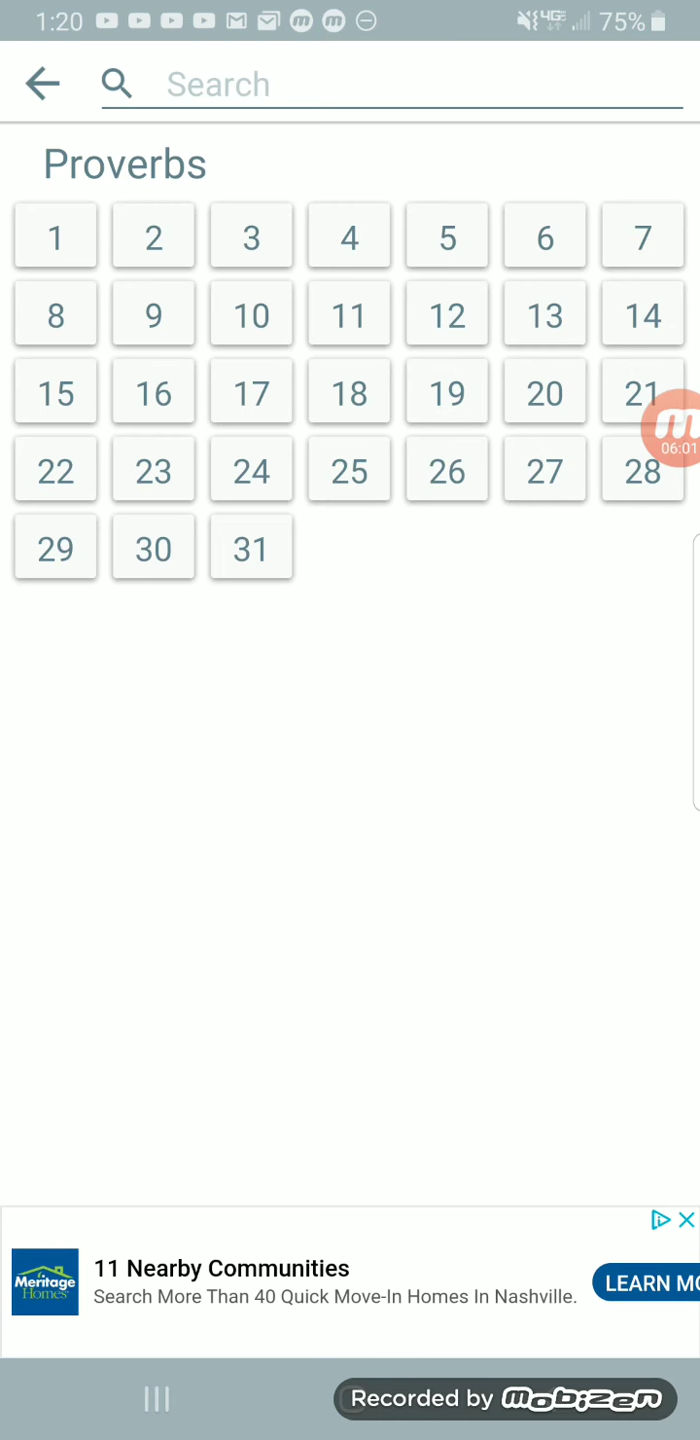 1:20 4GE 75%
Search
Proverbs
1 2 3 4 5 6 7
8 9 10 11 12 13 14
15 16 17 18 19 20 21
22 23 24 25 26 27 28
06:01
29 30 31
Meritage
Homes
11 Nearby Communities
Search More Than 40 Quick Move-In Homes In Nashville.
LEARN MO
Recorded by mobizen